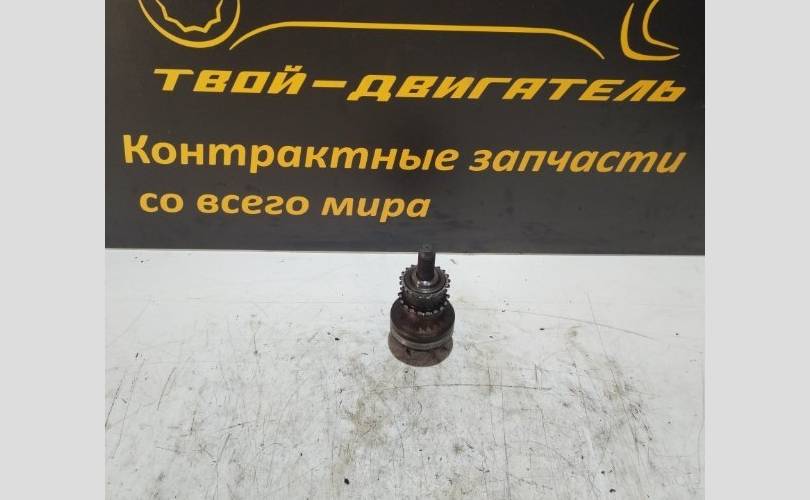 ТВОЙ-ДВИГАТЕЛЬ
Контрактные запчасти
со всего мира